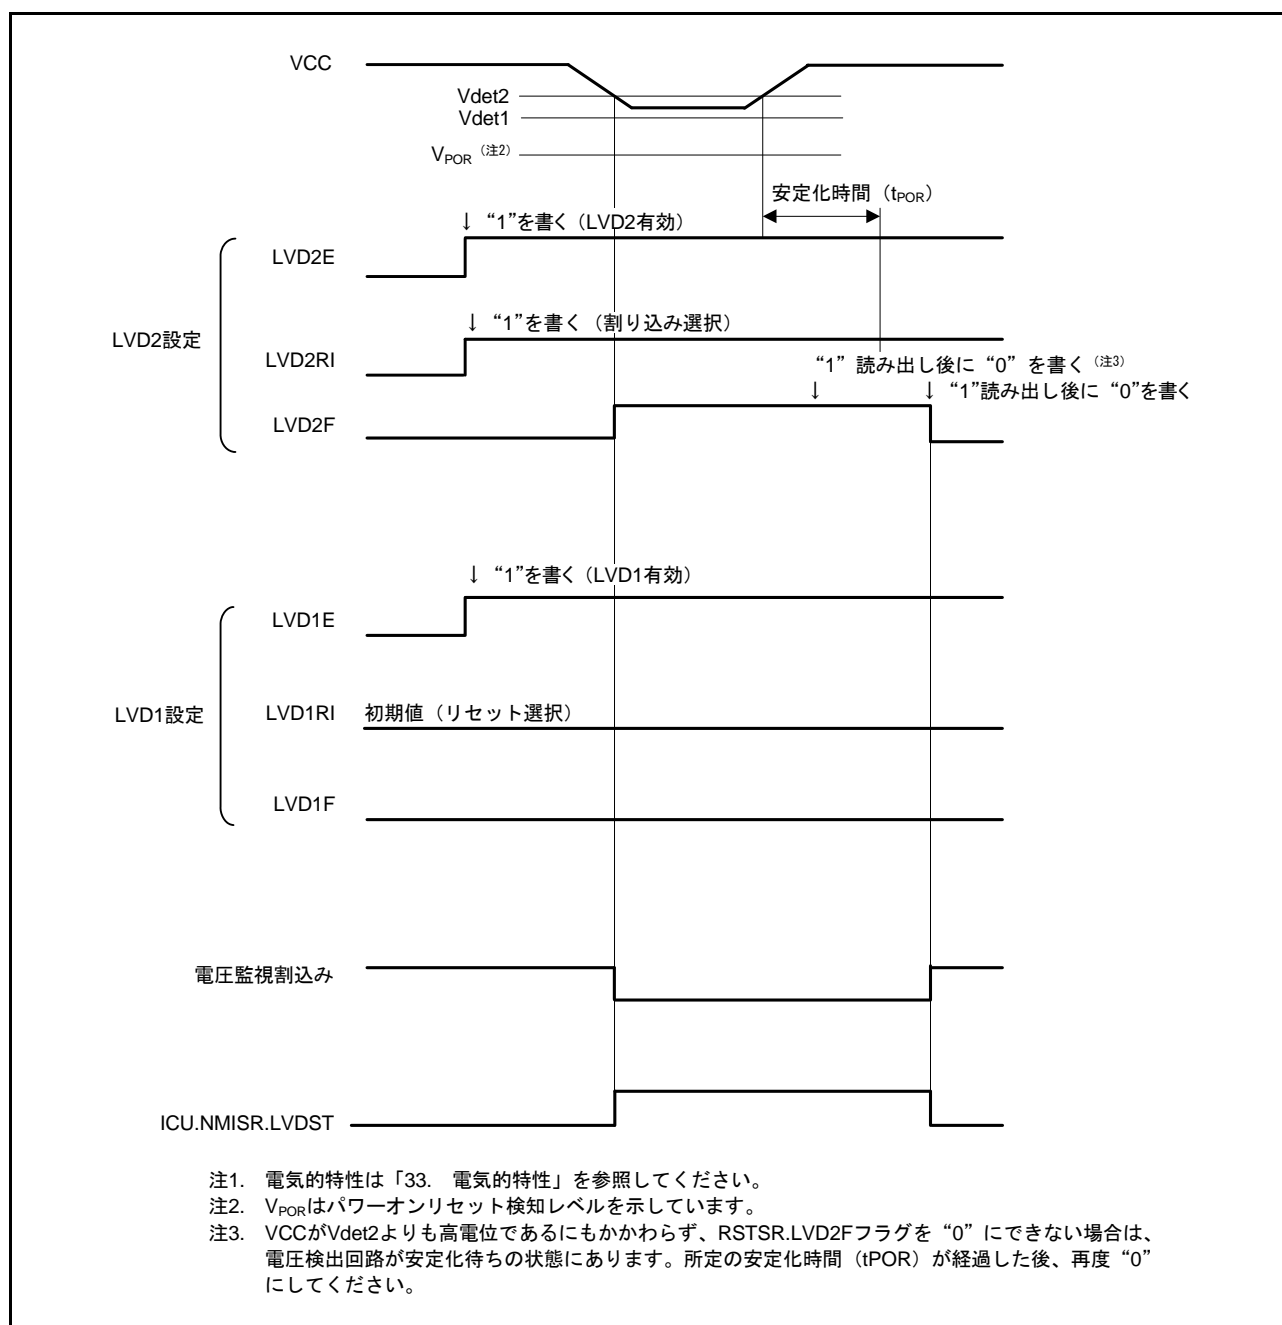 VCC
Vdet2
Vdet1
VPOR（注2）
安定化時間（tPOR）
↓ “1”を書く（LVD2有効）
LVD2E
↓ “1”を書く（割り込み選択）
LVD2設定
LVD2RI
“1” 読み出し後に “0” を書く（注3）
↓ ↓ “1”読み出し後に “0”を書く
LVD2F
↓ “1”を書く（LVD1有効）
LVD1E
LVD1設定
LVD1RI 初期値（リセット選択）
LVD1F
電圧監視割込み
ICU.NMISR.LVDST
注1. 電気的特性は「33. 電気的特性」を参照してください。
注2. VPORはパワーオンリセット検知レベルを示しています。
注3. VCCがVdet2よりも高電位であるにもかかわらず、RSTSR.LVD2Fフラグを “0” にできない場合は、
電圧検出回路が安定化待ちの状態にあります。所定の安定化時間（tPOR）が経過した後、再度 “0”
にしてください。